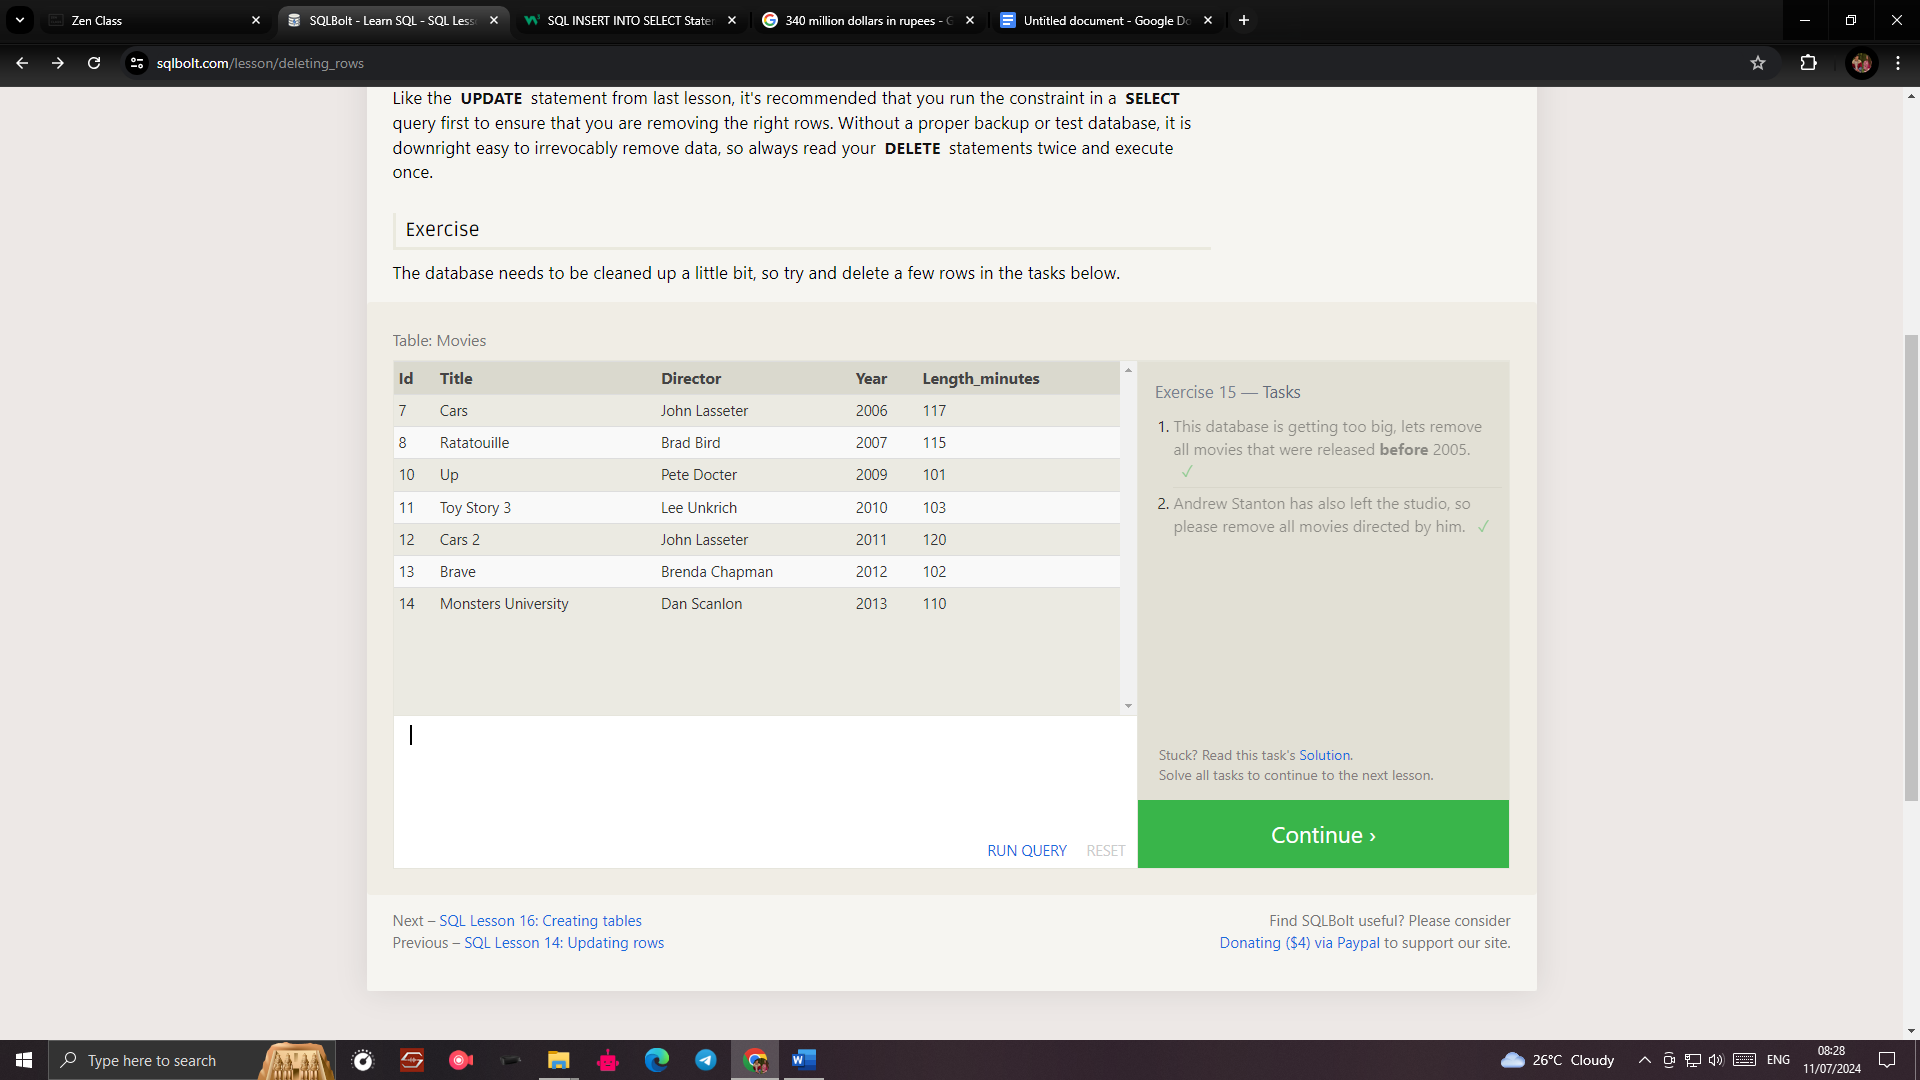 Zen Class
SQLBolt - Learn SQL - SQL Less
SQL INSERT INTO SELECT Stater
340 million dollars in rupees - G
Untitled document - Google Do
sqlbolt.com/lesson/deleting_rows
Like the UPDATE statement from last lesson, it's recommended that you run the constraint in a SELECT
query first to ensure that you are removing the right rows. Without a proper backup or test database, it is
downright easy to irrevocably remove data, so always read your DELETE statements twice and execute
once.
Exercise
The database needs to be cleaned up a little bit, so try and delete a few rows in the tasks below.
Table: Movies
Id Title Director Year Length_minutes
7 Cars John Lasseter 2006 117
8 Ratatouille Brad Bird 2007 115
10 Up Pete Docter 2009 101
11 Toy Story 3 Lee Unkrich 2010 103
12 Cars 2 John Lasseter 2011 120
13 Brave Brenda Chapman 2012 102
14 Monsters University Dan Scanlon 2013 110
RUN QUERY RESET
Exercise 15 — Tasks
1. This database is getting too big, lets remove
all movies that were released before 2005.
✓
2. Andrew Stanton has also left the studio, so
please remove all movies directed by him. ✓
Stuck? Read this task's Solution.
Solve all tasks to continue to the next lesson.
Continue ›
Next – SQL Lesson 16: Creating tables
Previous – SQL Lesson 14: Updating rows
Find SQLBolt useful? Please consider
Donating ($4) via Paypal to support our site.
Type here to search
26°C Cloudy
ENG
08:28
11/07/2024